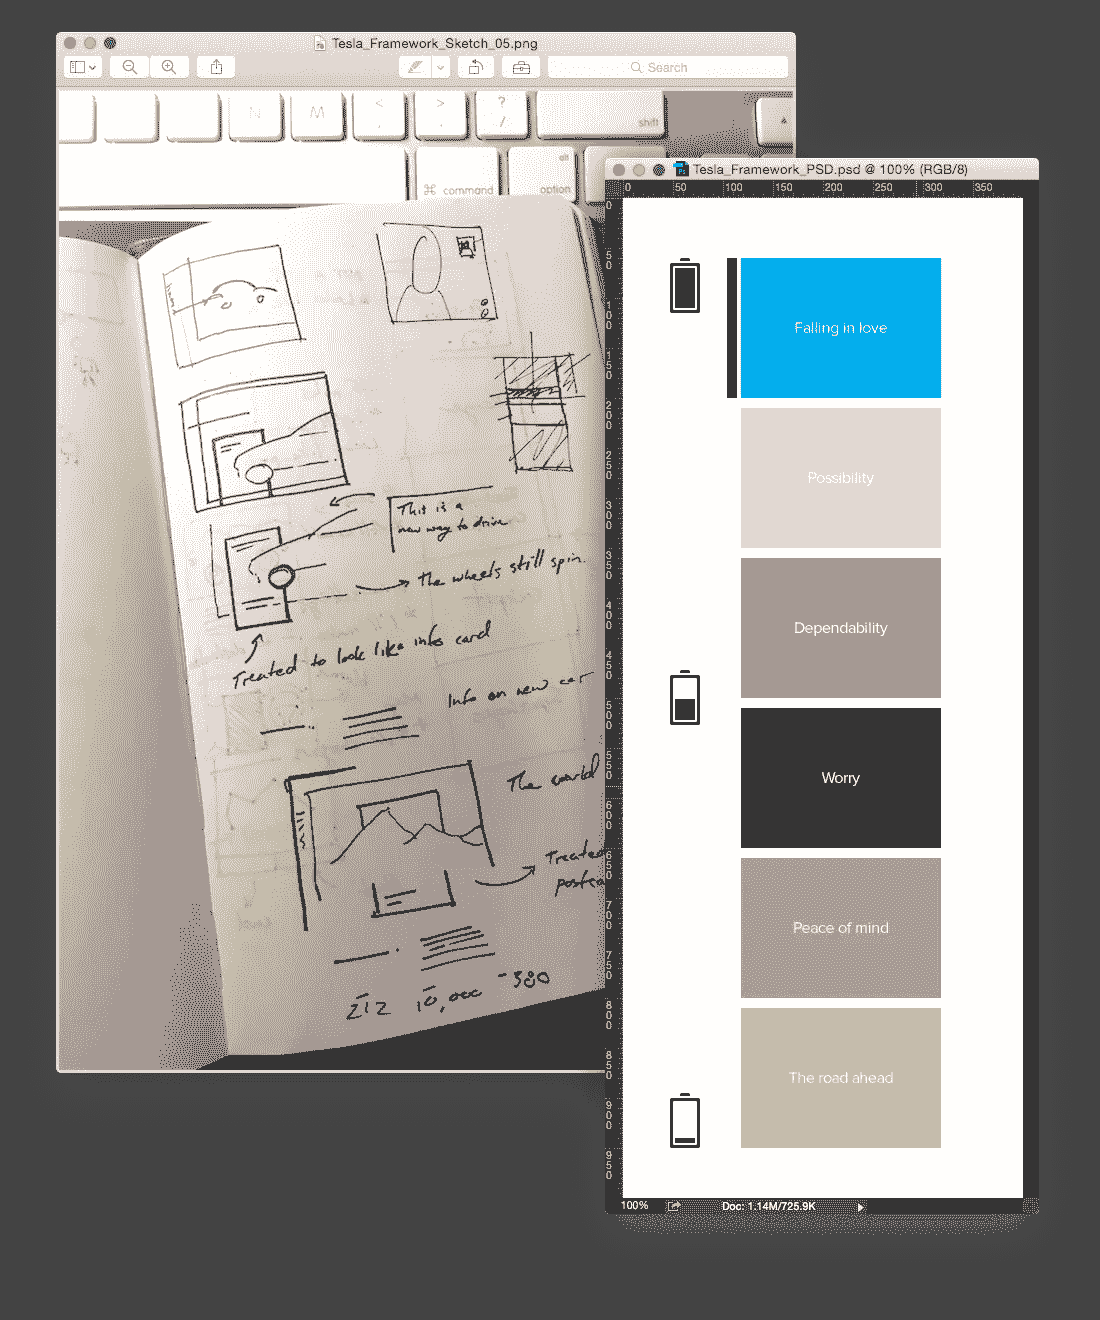 Tesla_Framework_Sketch_05.png
Search
N
M
<
,
>
.
?
/
shift
⌘ command
alt
option
This is a
new way to drive
The wheels still spin.
Treated to look like info card
Info on new car
The world
Treated
212 10,000 -380
Tesla_Framework_PSD.psd @ 100% (RGB/8)
0 50 100 150 200 250 300 350
0
50
100
150
200
250
300
350
400
450
500
550
600
650
700
750
800
850
900
950
Falling in love
Possibility
Dependability
Worry
Peace of mind
The road ahead
100%
Doc: 1.14M/725.9K